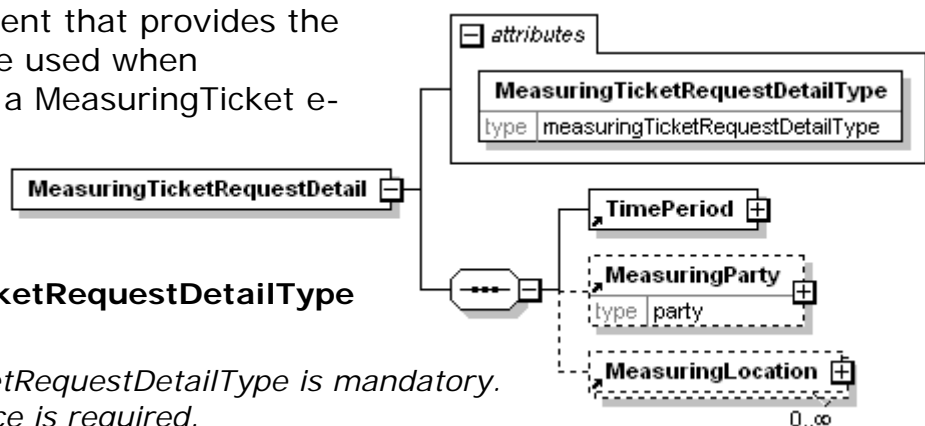 ent that provides the
e used when
a MeasuringTicket e-
attributes
MeasuringTicketRequestDetailType
type measuringTicketRequestDetailType
MeasuringTicketRequestDetail
TimePeriod
MeasuringParty
type party
MeasuringLocation
0..∞
ketRequestDetailType
etRequestDetailType is mandatory.
ce is required.